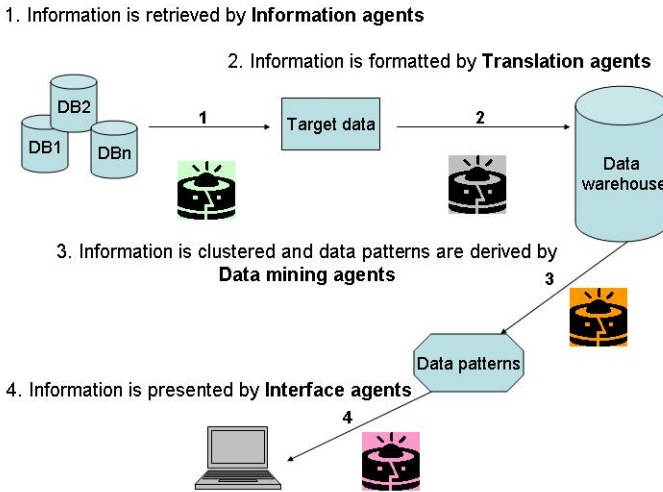 1. Information is retrieved by Information agents
2. Information is formatted by Translation agents
DB2
DB1
DBn
1
Target data
2
Data
warehouse
3. Information is clustered and data patterns are derived by
Data mining agents
3
Data patterns
4. Information is presented by Interface agents
4